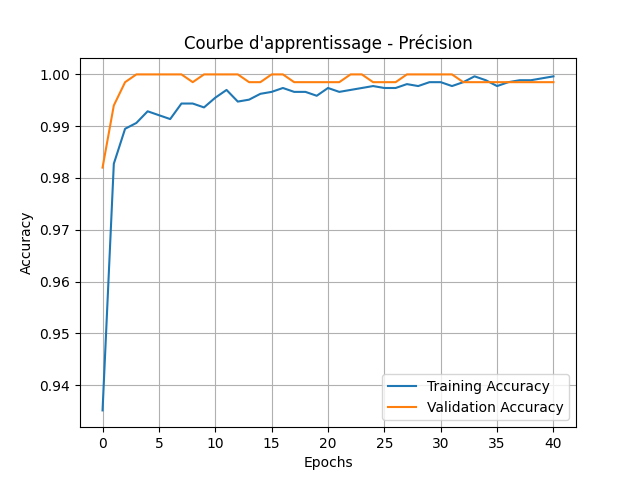 Courbe d'apprentissage - Précision
1.00
0.99
0.98
0.97
0.96
0.95
0.94
Accuracy
Training Accuracy
Validation Accuracy
0 5 10 15 20 25 30 35 40
Epochs